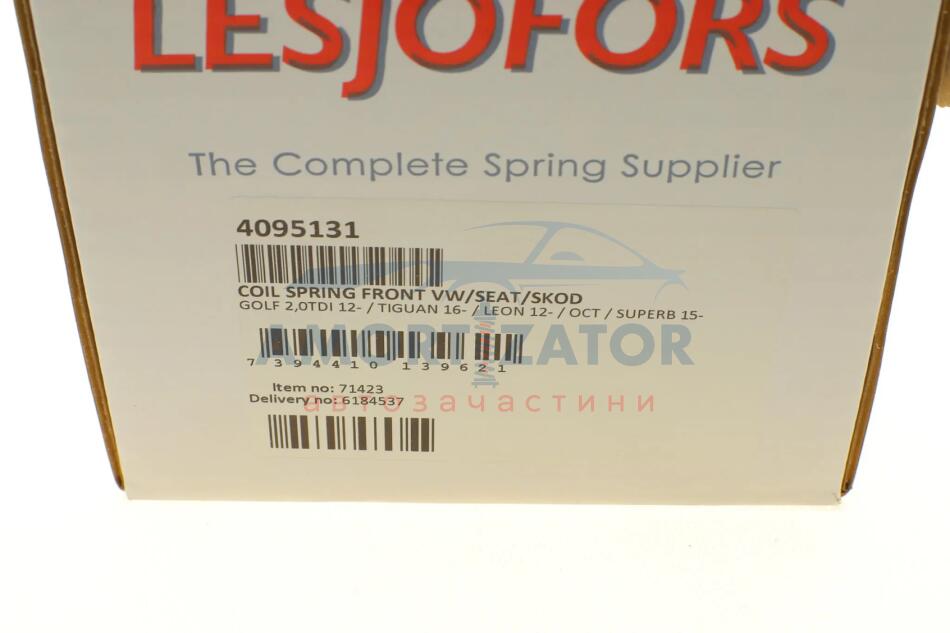 LESJOFORS
The Complete Spring Supplier
4095131
COIL SPRING FRONT VW/SEAT/SKOD
GOLF 2,0TDI 12- / TIGUAN 16- / LEON 12- / OCT / SUPERB 15-
AMORTIZATOR
7 394410 139621
Item no: 71423
Delivery no: 6184537
автозачастини